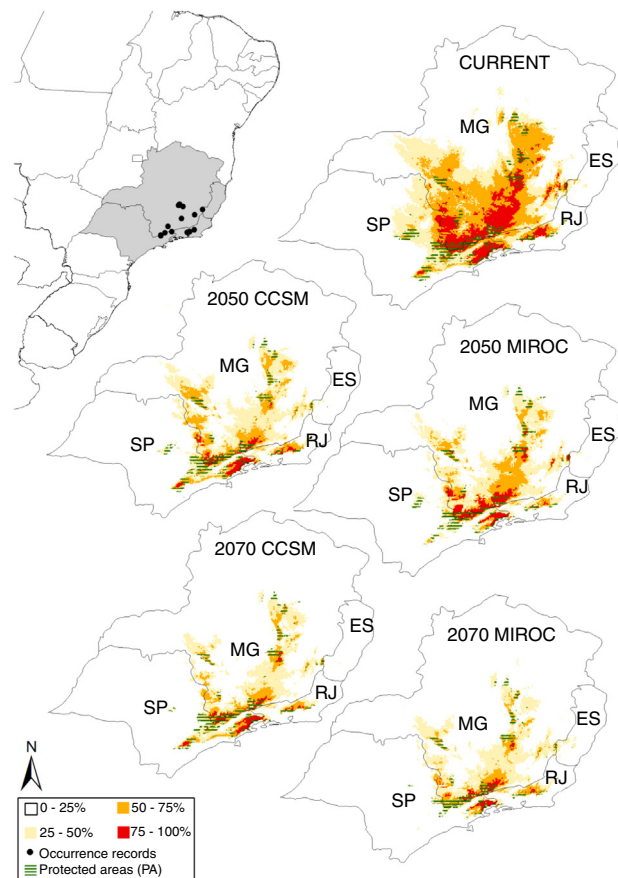 CURRENT
MG
ES
SP
RJ
2050 CCSM
MG
ES
SP
RJ
2050 MIROC
MG
ES
SP
RJ
2070 CCSM
MG
ES
SP
RJ
2070 MIROC
MG
ES
SP
RJ
N
0 - 25%
50 - 75%
25 - 50%
75 - 100%
Occurrence records
Protected areas (PA)